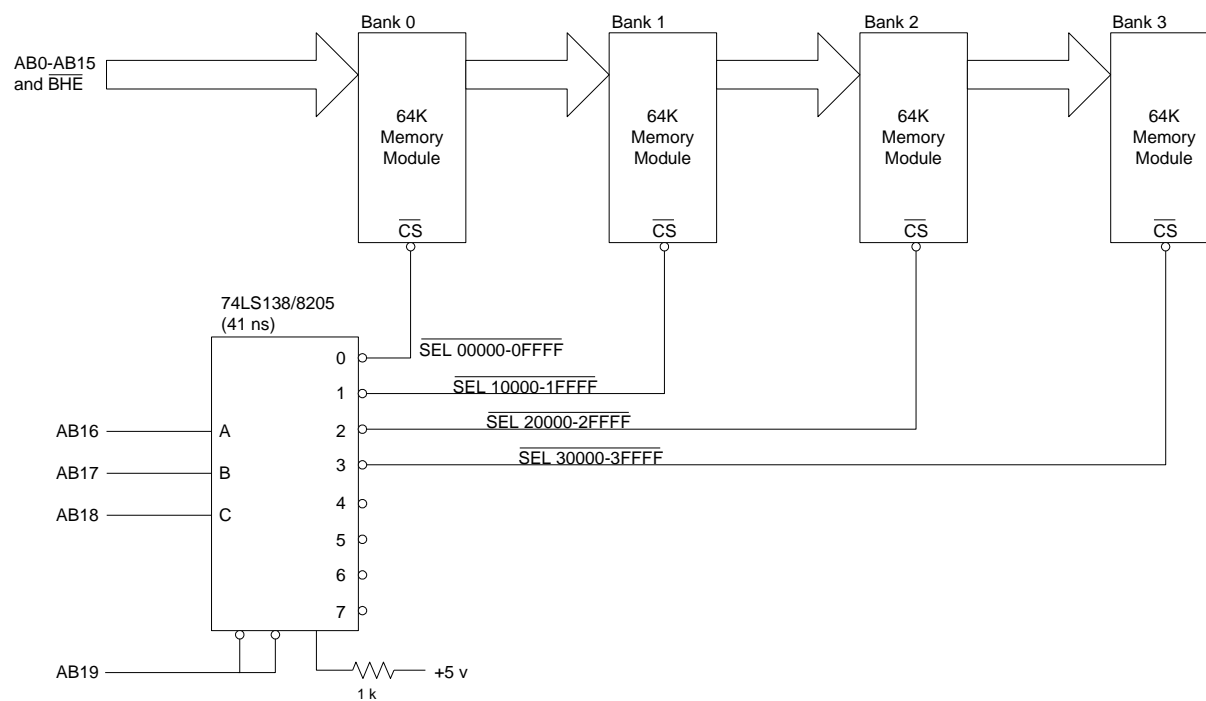 Bank 0
Bank 1
Bank 2
Bank 3
AB0-AB15
and BHE
64K
Memory
Module
CS
64K
Memory
Module
CS
64K
Memory
Module
CS
64K
Memory
Module
CS
74LS138/8205
(41 ns)
0
SEL 00000-0FFFF
1
SEL 10000-1FFFF
2
SEL 20000-2FFFF
3
SEL 30000-3FFFF
4
5
6
7
AB16
A
AB17
B
AB18
C
AB19
+5 v
1 k